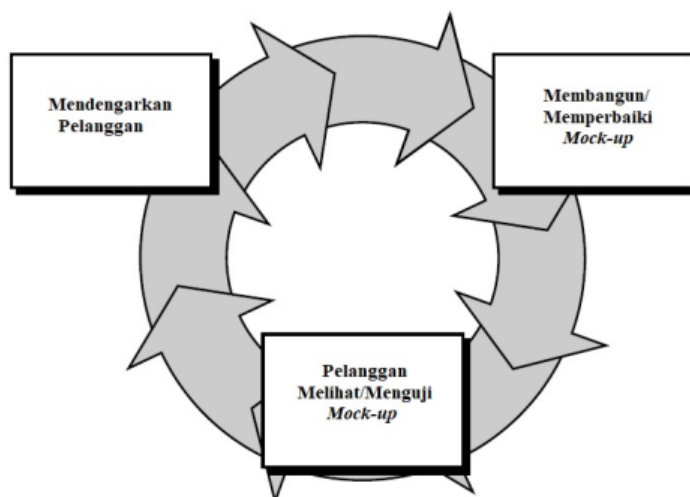 Mendengarkan
Pelanggan
Membangun/
Memperbaiki
Mock-up
Pelanggan
Melihat/Menguji
Mock-up